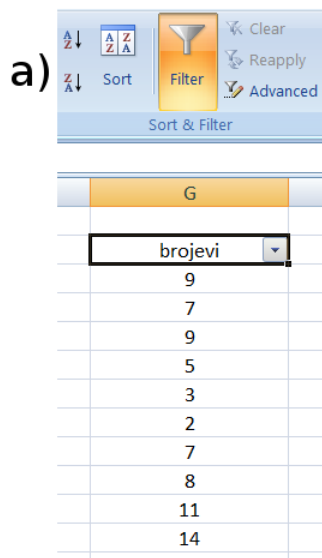 a)
A Z
Z A
A Z
Z A
Sort
Filter
Clear
Reapply
Advanced
Sort & Filter
G
brojevi
9
7
9
5
3
2
7
8
11
14